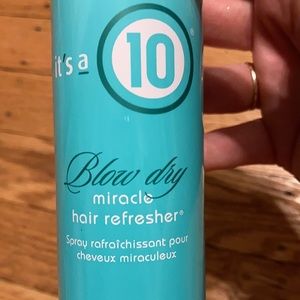 it's a 10
Blow dry
miracle
hair refresher®
Spray rafraîchissant pour
cheveux miraculeux